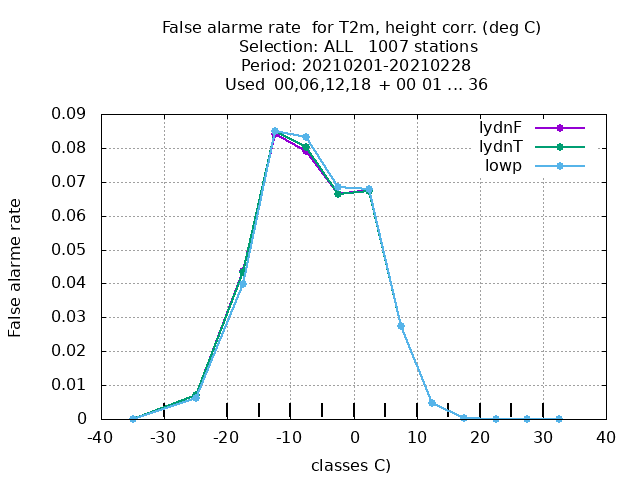 False alarme rate  for T2m, height corr. (deg C)
Selection: ALL   1007 stations
Period: 20210201-20210228
Used  00,06,12,18  + 00 01 ... 36
lydnF
lydnT
lowp
False alarme rate
0.09
0.08
0.07
0.06
0.05
0.04
0.03
0.02
0.01
0
-40 -30 -20 -10 0 10 20 30 40
classes C)